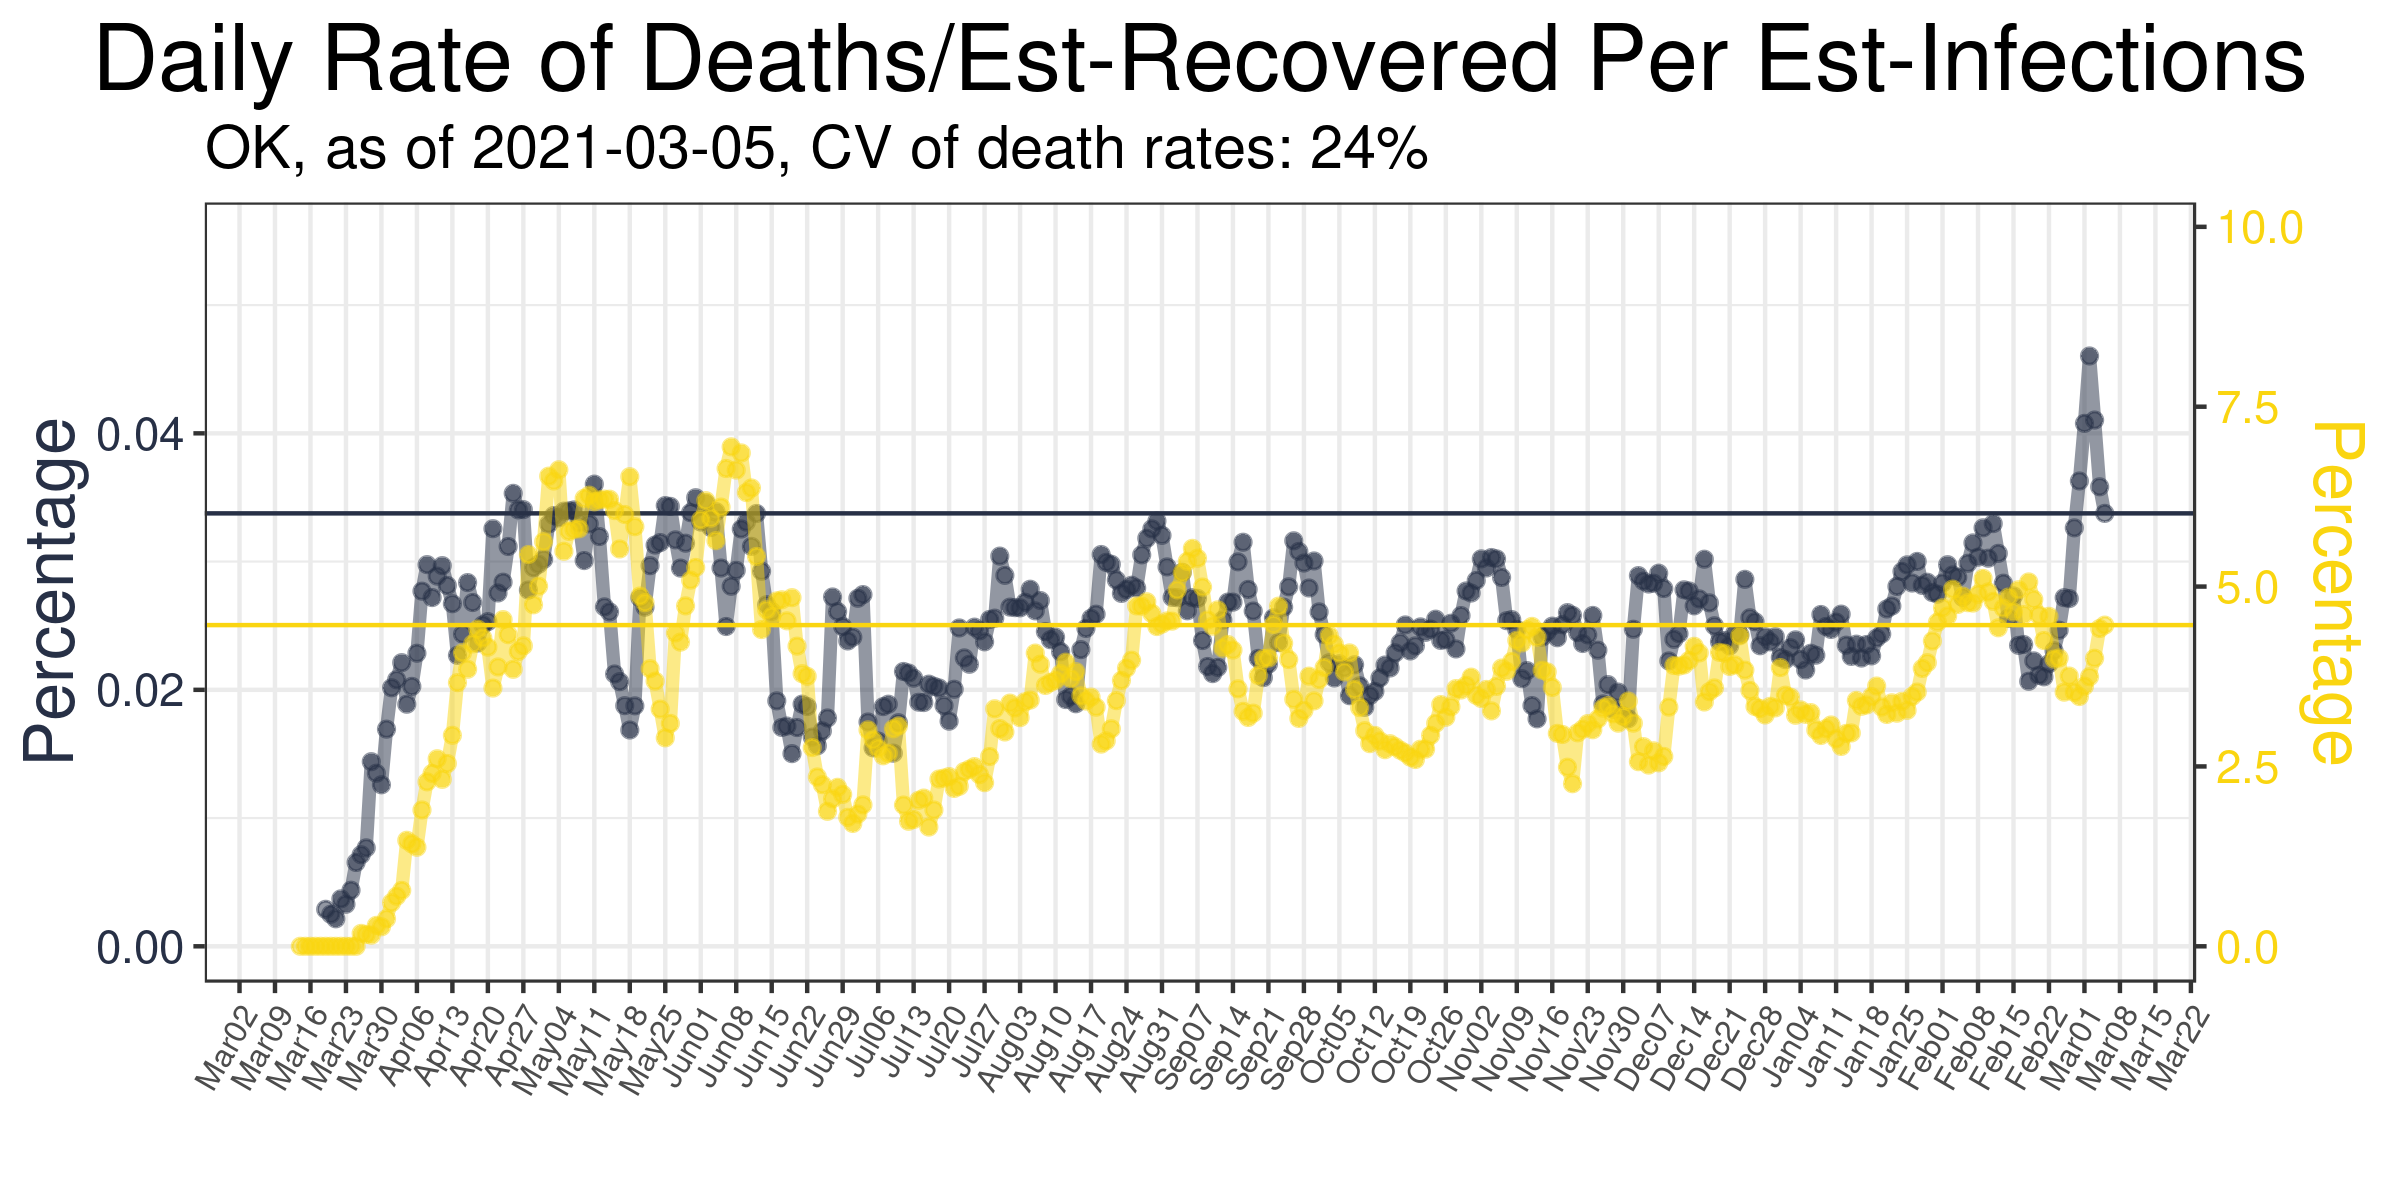 Daily Rate of Deaths/Est-Recovered Per Est-Infections
OK, as of 2021-03-05, CV of death rates: 24%
Percentage
0.04
0.02
0.00
10.0
7.5
5.0
2.5
0.0
Percentage
Mar02
Mar09
Mar16
Mar23
Mar30
Apr06
Apr13
Apr20
Apr27
May04
May11
May18
May25
Jun01
Jun08
Jun15
Jun22
Jun29
Jul06
Jul13
Jul20
Jul27
Aug03
Aug10
Aug17
Aug24
Aug31
Sep07
Sep14
Sep21
Sep28
Oct05
Oct12
Oct19
Oct26
Nov02
Nov09
Nov16
Nov23
Nov30
Dec07
Dec14
Dec21
Dec28
Dec04
Jan11
Jan18
Jan25
Feb01
Feb08
Feb15
Feb22
Mar01
Mar08
Mar15
Mar22